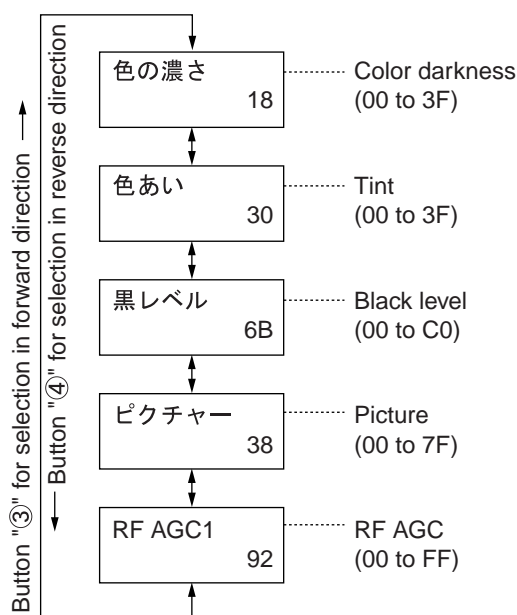 Button "③" for selection in forward direction
Button "④" for selection in reverse direction
色の濃さ
18
Color darkness
(00 to 3F)
色あい
30
Tint
(00 to 3F)
黒レベル
6B
Black level
(00 to C0)
ピクチャー
38
Picture
(00 to 7F)
RF AGC1
92
RF AGC
(00 to FF)